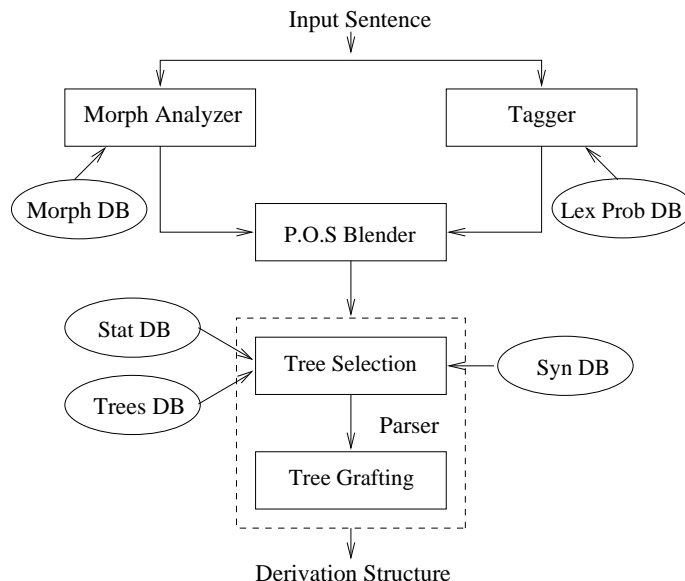 Input Sentence
Morph Analyzer
Tagger
Morph DB
Lex Prob DB
P.O.S Blender
Stat DB
Tree Selection
Syn DB
Trees DB
Parser
Tree Grafting
Derivation Structure